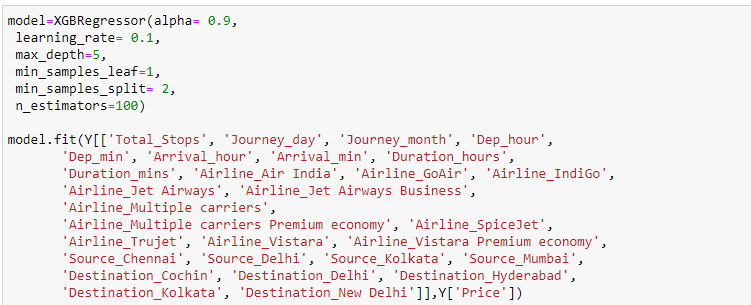 model=XGBRegressor(alpha= 0.9,
 learning_rate= 0.1,
 max_depth=5,
 min_samples_leaf=1,
 min_samples_split= 2,
 n_estimators=100)
model.fit(Y[['Total_Stops', 'Journey_day', 'Journey_month', 'Dep_hour',
       'Dep_min', 'Arrival_hour', 'Arrival_min', 'Duration_hours',
       'Duration_mins', 'Airline_Air India', 'Airline_GoAir', 'Airline_IndiGo',
       'Airline_Jet Airways', 'Airline_Jet Airways Business',
       'Airline_Multiple carriers',
       'Airline_Multiple carriers Premium economy', 'Airline_SpiceJet',
       'Airline_Trujet', 'Airline_Vistara', 'Airline_Vistara Premium economy',
       'Source_Chennai', 'Source_Delhi', 'Source_Kolkata', 'Source_Mumbai',
       'Destination_Cochin', 'Destination_Delhi', 'Destination_Hyderabad',
       'Destination_Kolkata', 'Destination_New Delhi']],Y['Price'])